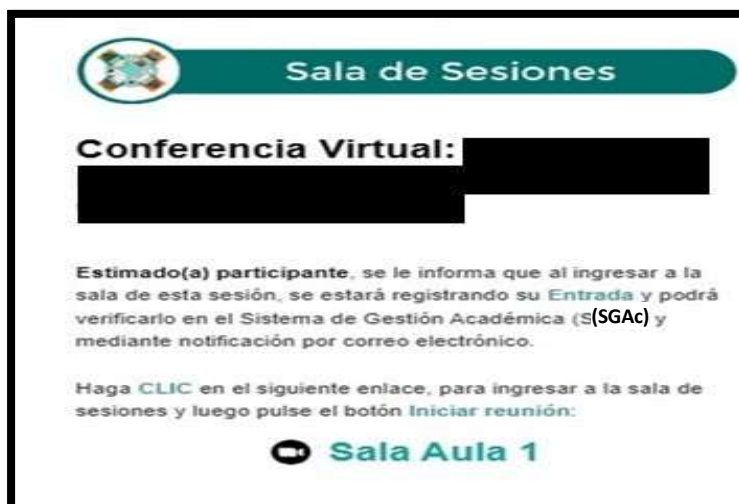 Sala de Sesiones
Conferencia Virtual:
Estimado(a) participante, se le informa que al ingresar a la
sala de esta sesión, se estará registrando su Entrada y podrá
verificarlo en el Sistema de Gestión Académica (S(SGAc) y
mediante notificación por correo electrónico.
Haga CLIC en el siguiente enlace, para ingresar a la sala de
sesiones y luego pulse el botón Iniciar reunión:
Sala Aula 1